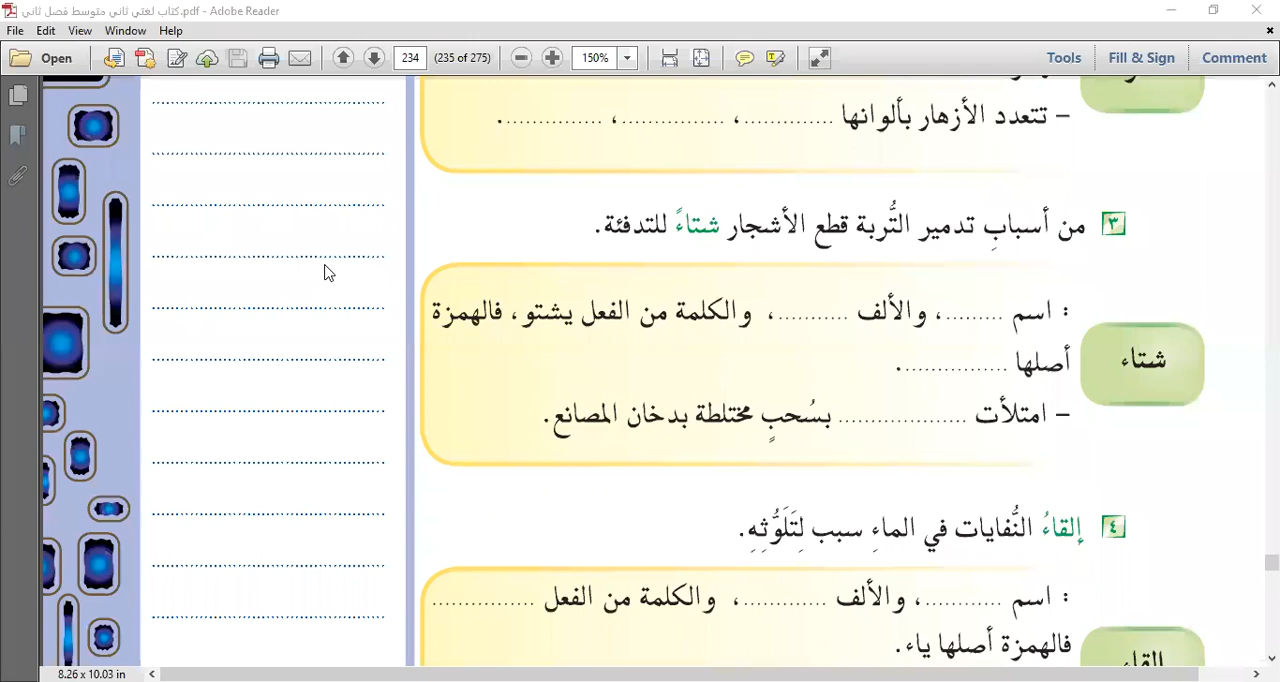 كتاب لغتي ثاني متوسط فصل ثاني.pdf - Adobe Reader
File Edit View Window Help
Open 234 (235 of 275) 150% Tools Fill & Sign Comment
– تتعدد الأزهار بألوانها .............، ...............، ...............
٣ من أسبابِ تدمير التُّربة قطع الأشجار شتاءً للتدفئة.
شتاء
: اسم .........، والألف ...........، والكلمة من الفعل يشتو، فالهمزة
أصلها ................
– امتلأت .................... بسُحبٍ مختلطة بدخان المصانع.
٤ إلقاءُ النُّفايات في الماءِ سبب لِتَلَوُّثِهِ.
: اسم ............، والألف ............، والكلمة من الفعل ................
فالهمزة أصلها ياء.
8.26 x 10.03 in